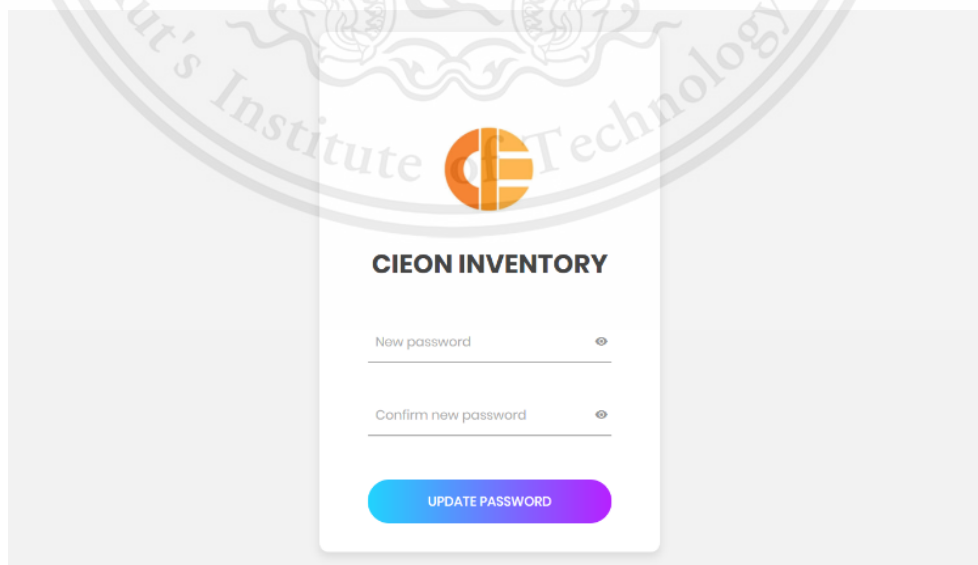 ut's Institute of Technology
CIEON INVENTORY
New password
Confirm new password
UPDATE PASSWORD